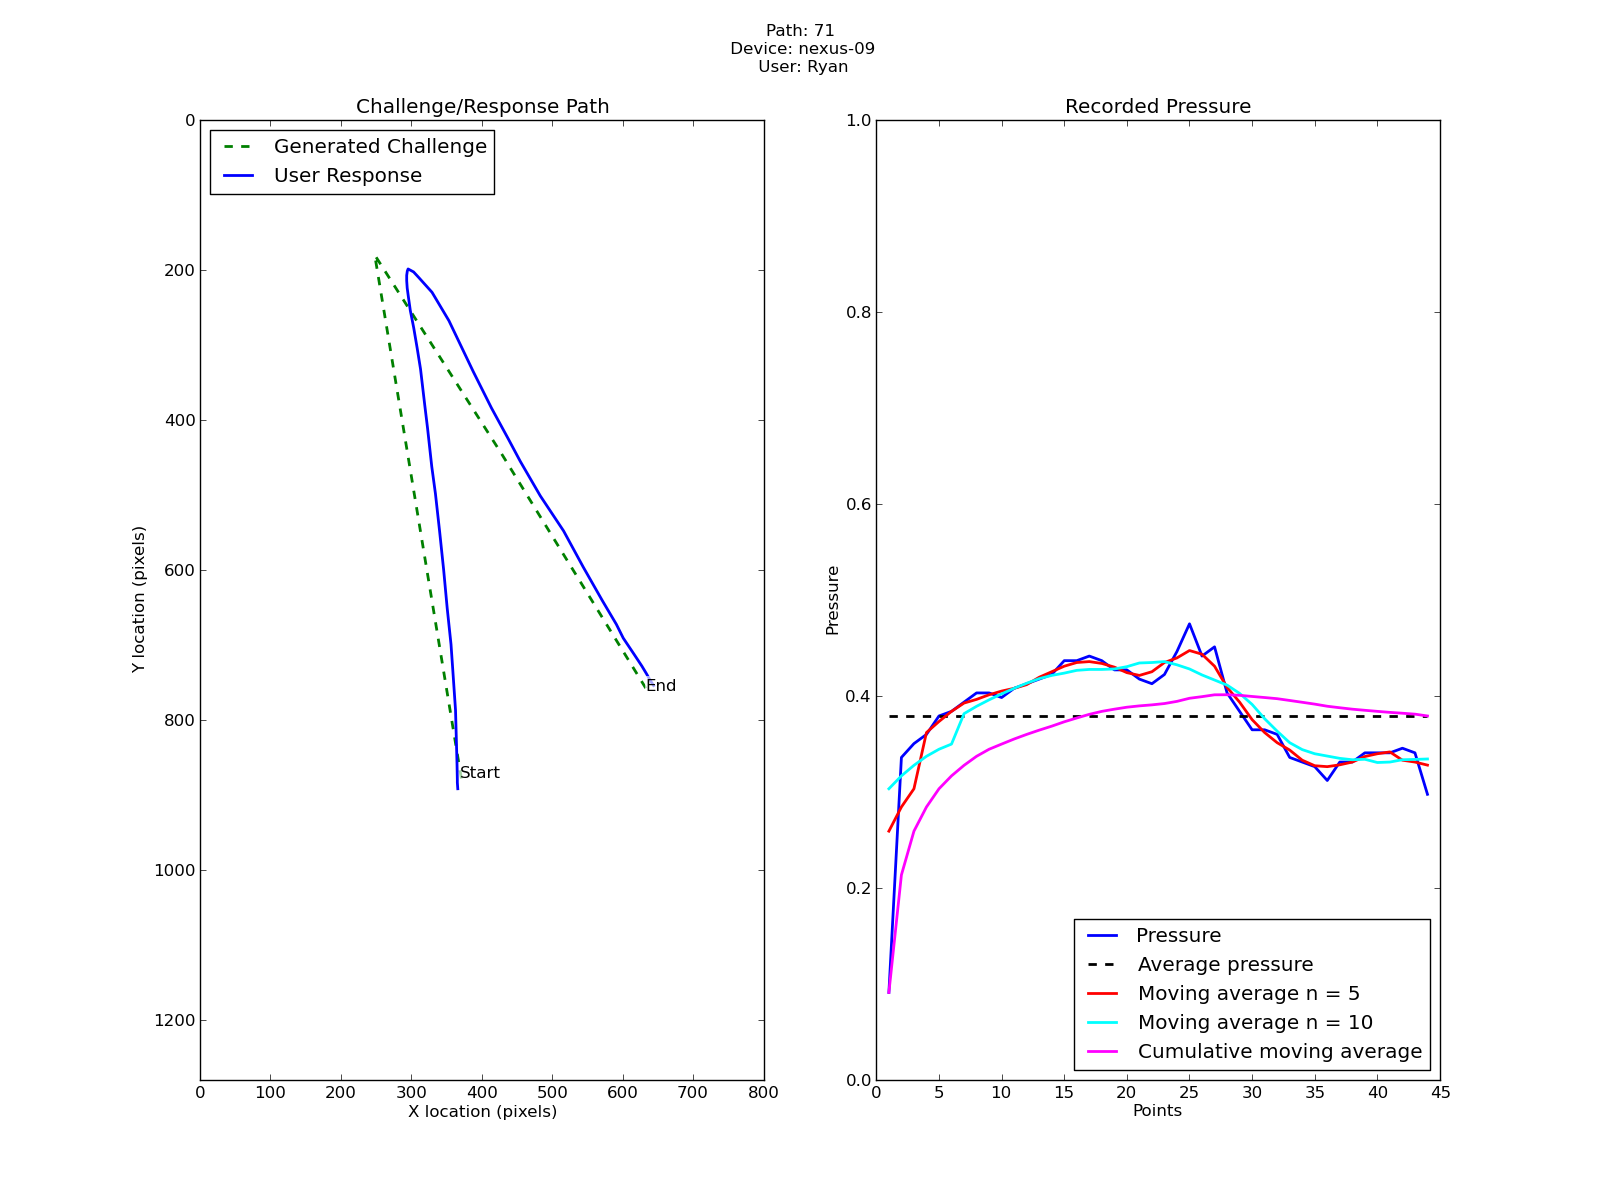 Path: 71
Device: nexus-09
User: Ryan
Challenge/Response Path
Generated Challenge
User Response
0
200
400
600
800
1000
1200
Y location (pixels)
Start
End
0 100 200 300 400 500 600 700 800
X location (pixels)
Recorded Pressure
1.0
0.8
0.6
0.4
0.2
0.0
Pressure
Pressure
Average pressure
Moving average n = 5
Moving average n = 10
Cumulative moving average
0 5 10 15 20 25 30 35 40 45
Points